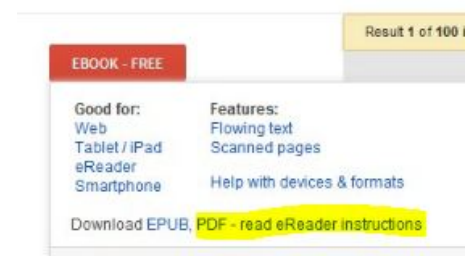 Result 1 of 100
EBOOK - FREE
Good for:
Features:
Web
Flowing text
Tablet / iPad
Scanned pages
eReader
Smartphone
Help with devices & formats
Download EPUB, PDF - read eReader instructions